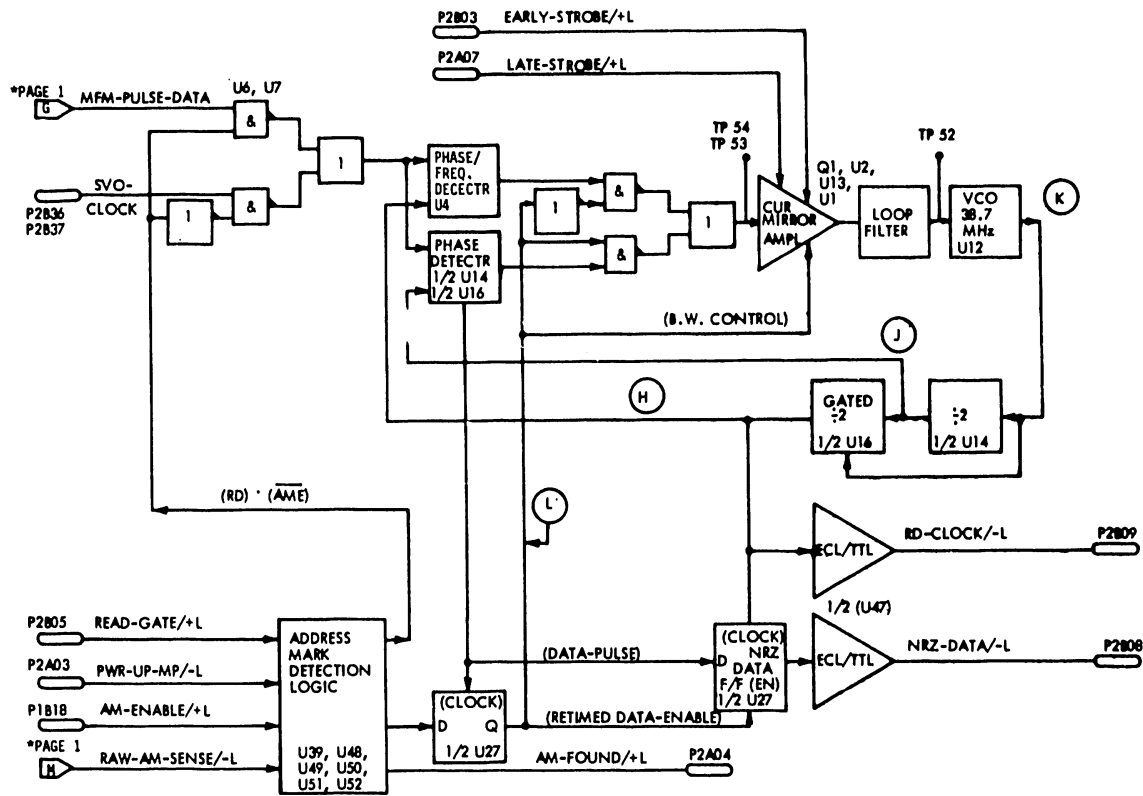 P2B03
EARLY-STROBE/+L
P2A07
LATE-STROBE/+L
*PAGE 1
G
MFM-PULSE-DATA
U6, U7
&
1
SVO-
CLOCK
P2B36
P2B37
1
&
PHASE/
FREQ.
DECECTR
U4
PHASE
DETECTR
1/2 U14
1/2 U16
1
&
&
1
TP 54
TP 53
CUR
MIRROR
AMPL
Q1, U2,
U13,
U1
LOOP
FILTER
TP 52
VCO
38.7
MHz
U12
K
(B.W. CONTROL)
J
H
GATED
÷2
1/2 U16
÷2
1/2 U14
L
(RD) · (AME)
ECL/TTL
RD-CLOCK/-L
P2B09
1/2 (U47)
P2B05
READ-GATE/+L
P2A03
PWR-UP-MP/-L
P1B18
AM-ENABLE/+L
*PAGE 1
M
RAW-AM-SENSE/-L
ADDRESS
MARK
DETECTION
LOGIC
U39, U48,
U49, U50,
U51, U52
(CLOCK)
D Q
1/2 U27
(DATA-PULSE)
(RETIMED DATA-ENABLE)
(CLOCK)
D NRZ
DATA
F/F (EN)
1/2 U27
ECL/TTL
NRZ-DATA/-L
P2B08
AM-FOUND/+L
P2A04